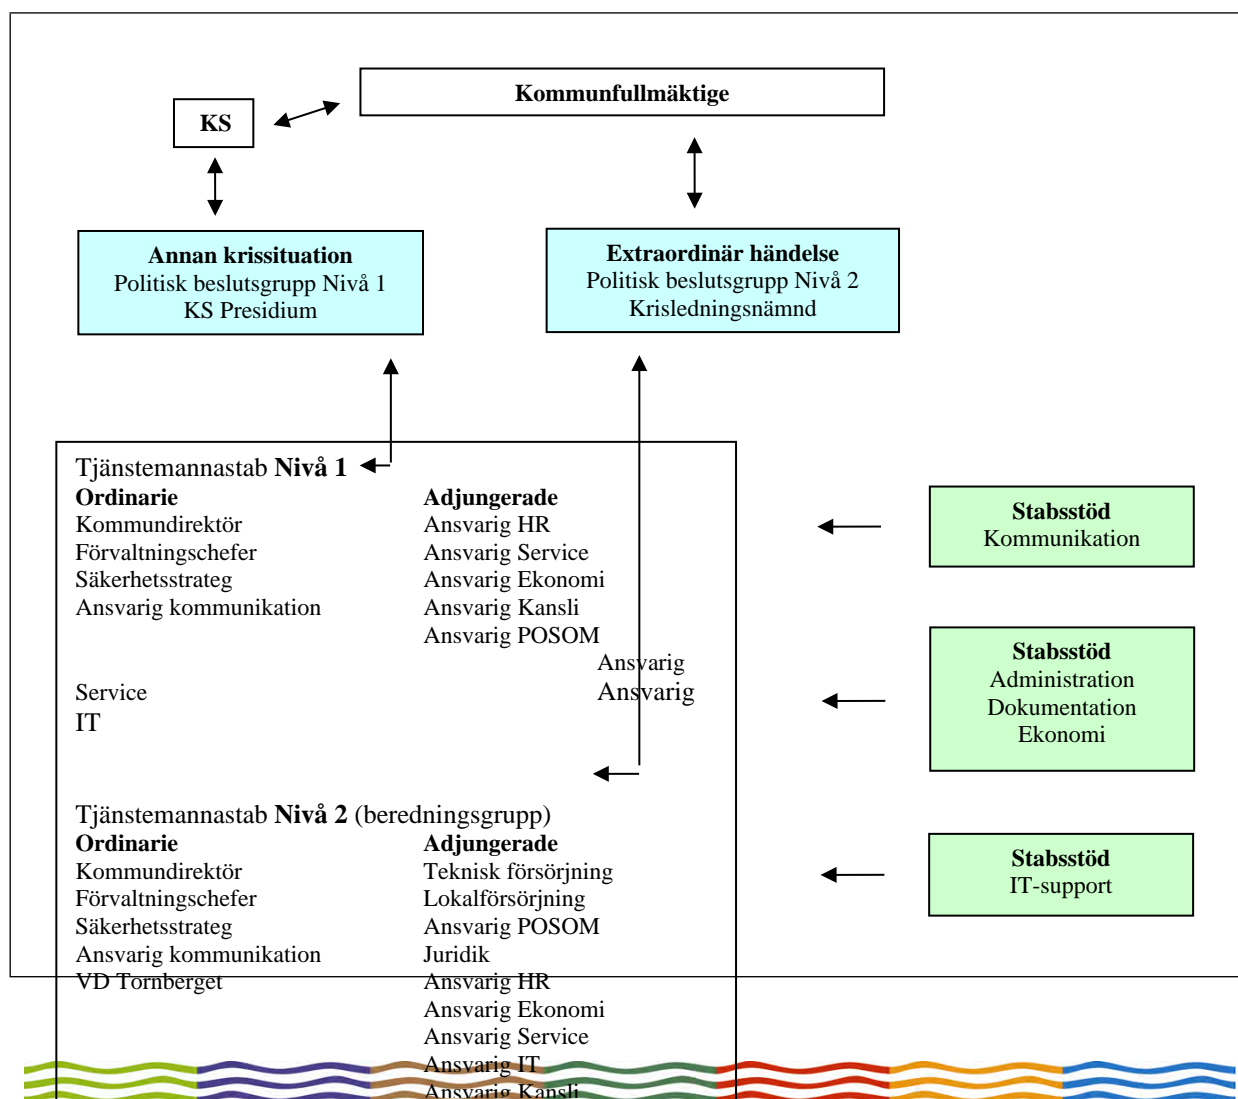 Kommunfullmäktige
KS
Annan krissituation
Politisk beslutsgrupp Nivå 1
KS Presidium
Extraordinär händelse
Politisk beslutsgrupp Nivå 2
Krisledningsnämnd
Tjänstemannastab Nivå 1
Ordinarie Adjungerade
Kommundirektör Ansvarig HR
Förvaltningschefer Ansvarig Service
Säkerhetsstrateg Ansvarig Ekonomi
Ansvarig kommunikation Ansvarig Kansli
Ansvarig POSOM
Ansvarig
Service Ansvarig
IT
Tjänstemannastab Nivå 2 (beredningsgrupp)
Ordinarie Adjungerade
Kommundirektör Teknisk försörjning
Förvaltningschefer Lokalförsörjning
Säkerhetsstrateg Ansvarig POSOM
Ansvarig kommunikation Juridik
VD Tornberget Ansvarig HR
Ansvarig Ekonomi
Ansvarig Service
Ansvarig IT
Ansvarig Kansli
Stabsstöd
Kommunikation
Stabsstöd
Administration
Dokumentation
Ekonomi
Stabsstöd
IT-support